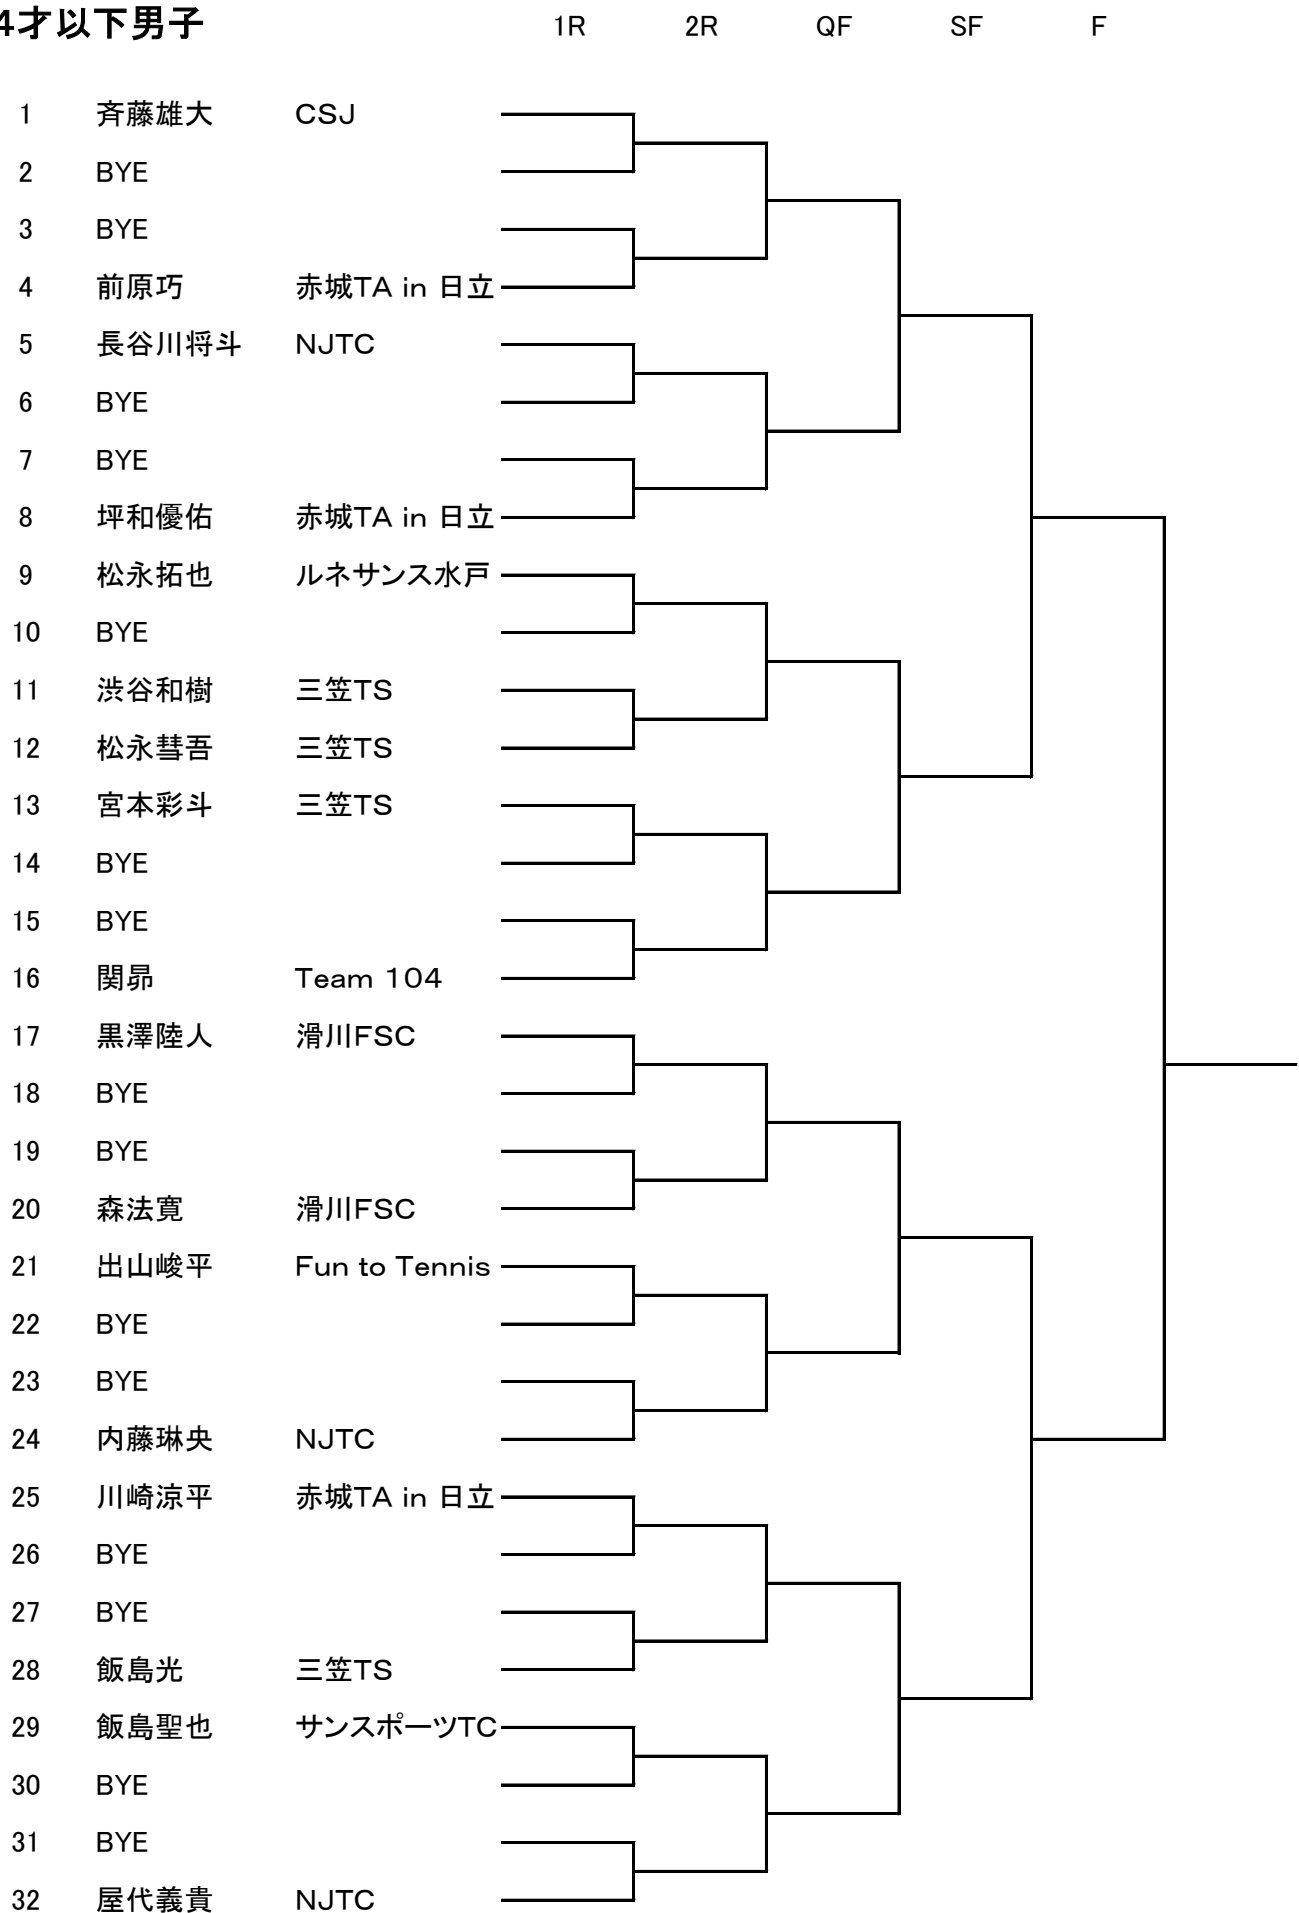 4才以下男子 1R 2R QF SF F
1 斉藤雄大 CSJ
2 BYE
3 BYE
4 前原巧 赤城TA in 日立
5 長谷川将斗 NJTC
6 BYE
7 BYE
8 坪和優佑 赤城TA in 日立
9 松永拓也 ルネサンス水戸
10 BYE
11 渋谷和樹 三笠TS
12 松永彗吾 三笠TS
13 宮本彩斗 三笠TS
14 BYE
15 BYE
16 関昴 Team 104
17 黒澤陸人 滑川FSC
18 BYE
19 BYE
20 森法寛 滑川FSC
21 出山峻平 Fun to Tennis
22 BYE
23 BYE
24 内藤琳央 NJTC
25 川崎涼平 赤城TA in 日立
26 BYE
27 BYE
28 飯島光 三笠TS
29 飯島聖也 サンスポーツTC
30 BYE
31 BYE
32 屋代義貴 NJTC